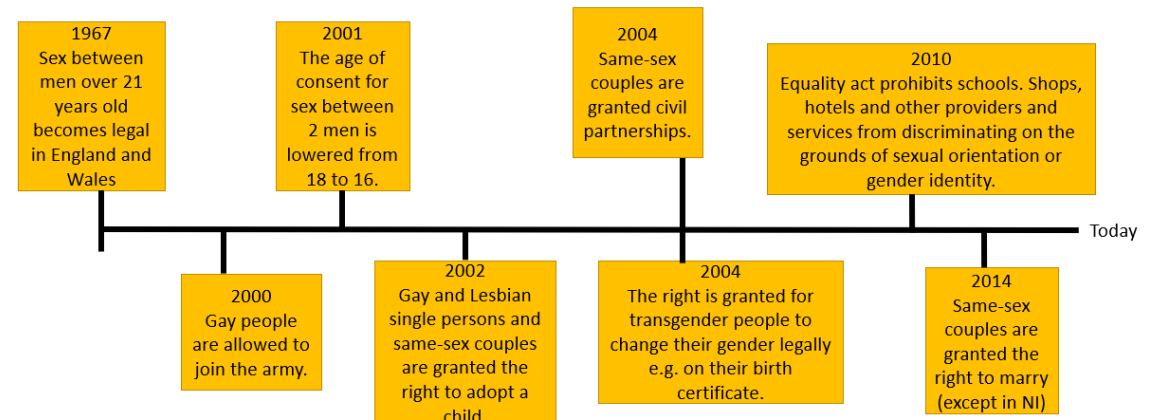 1967
Sex between
men over 21
years old
becomes legal
in England and
Wales
2000
Gay people
are allowed to
join the army.
2001
The age of
consent for
sex between
2 men is
lowered from
18 to 16.
2002
Gay and Lesbian
single persons and
same-sex couples
are granted the
right to adopt a
child
2004
Same-sex
couples are
granted civil
partnerships.
2004
The right is granted for
transgender people to
change their gender legally
e.g. on their birth
certificate.
2010
Equality act prohibits schools. Shops,
hotels and other providers and
services from discriminating on the
grounds of sexual orientation or
gender identity.
2014
Same-sex
couples are
granted the
right to marry
(except in NI)
Today